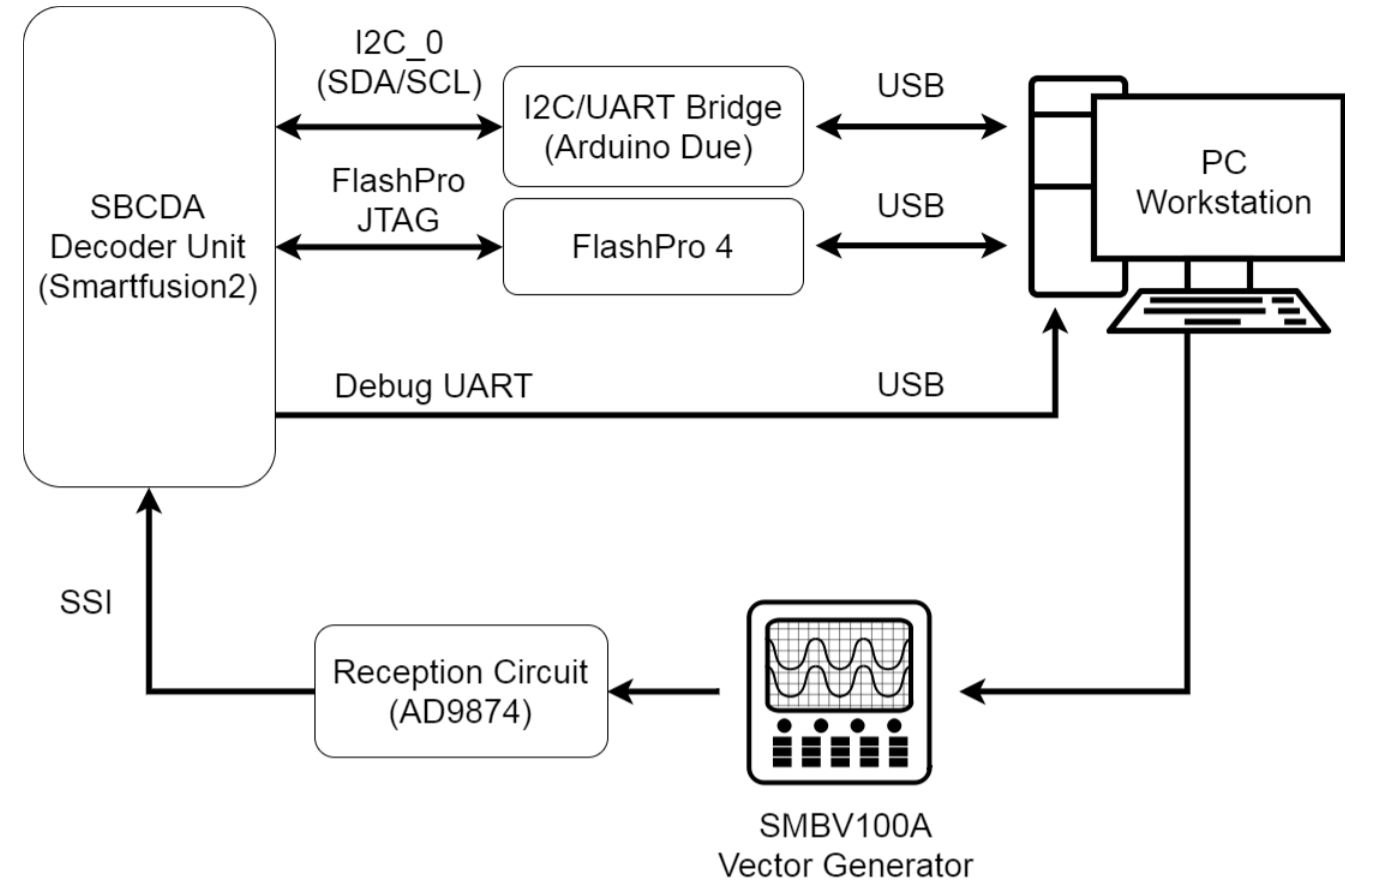 I2C_0
(SDA/SCL)
I2C/UART Bridge
(Arduino Due)
USB
PC
Workstation
FlashPro
JTAG
FlashPro 4
USB
SBCDA
Decoder Unit
(Smartfusion2)
Debug UART
USB
SSI
Reception Circuit
(AD9874)
SMBV100A
Vector Generator